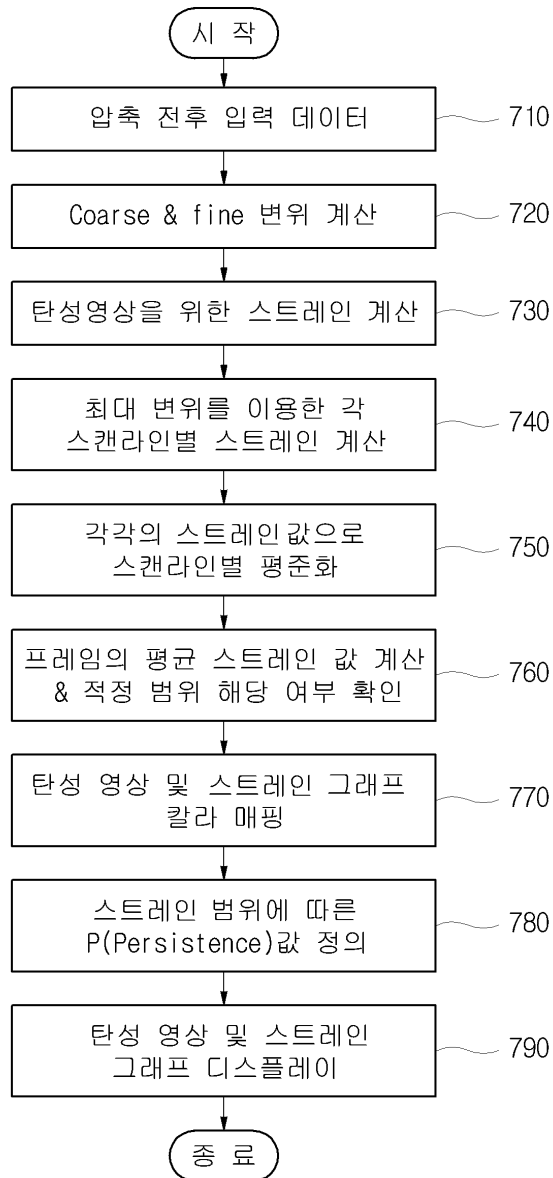 시 작
압축 전후 입력 데이터
710
Coarse & fine 변위 계산
720
탄성영상을 위한 스트레인 계산
730
최대 변위를 이용한 각
스캔라인별 스트레인 계산
740
각각의 스트레인값으로
스캔라인별 평준화
750
프레임의 평균 스트레인 값 계산
& 적정 범위 해당 여부 확인
760
탄성 영상 및 스트레인 그래프
칼라 매핑
770
스트레인 범위에 따른
P(Persistence)값 정의
780
탄성 영상 및 스트레인
그래프 디스플레이
790
종 료